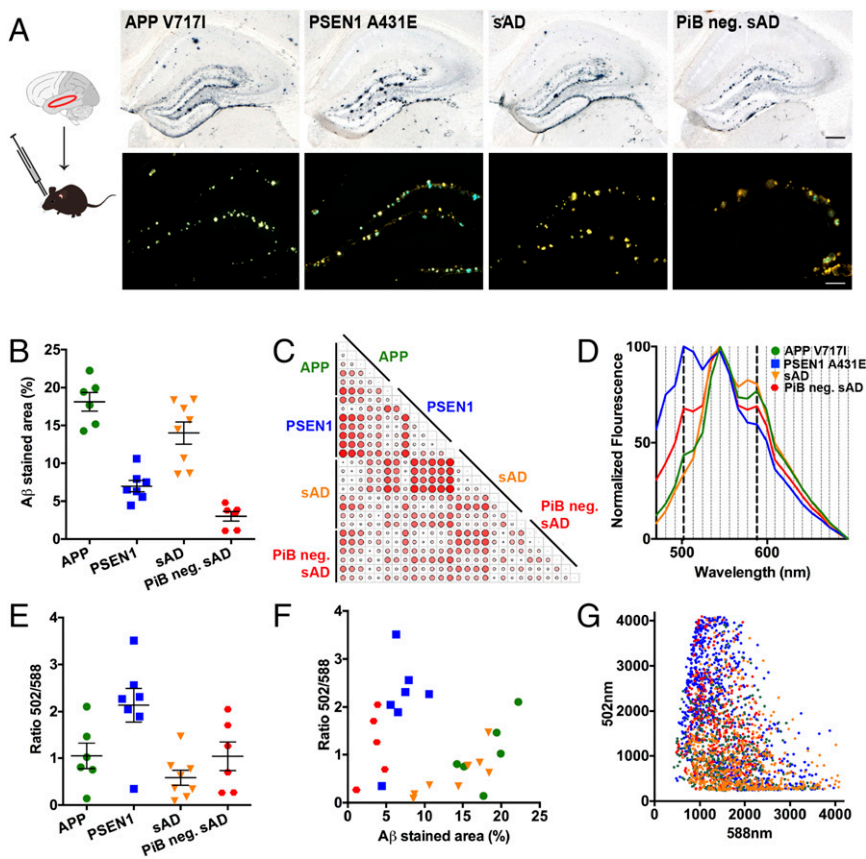 A
APP V717I
PSEN1 A431E
sAD
PiB neg. sAD
B
Aβ stained area (%)
25
20
15
10
5
0
APP
PSEN1
sAD
PiB neg. sAD
C
APP
PSEN1
sAD
PiB neg.
sAD
APP
PSEN1
sAD
PiB neg.
sAD
D
Normalized Flourescence
100
50
0
500
600
Wavelength (nm)
APP V717I
PSEN1 A431E
sAD
PiB neg. sAD
E
Ratio 502/588
4
3
2
1
0
APP
PSEN1
sAD
PiB neg. sAD
F
Ratio 502/588
4
3
2
1
0
0
5
10
15
20
25
Aβ stained area (%)
G
502nm
4000
3000
2000
1000
0
0
1000
2000
3000
4000
588nm